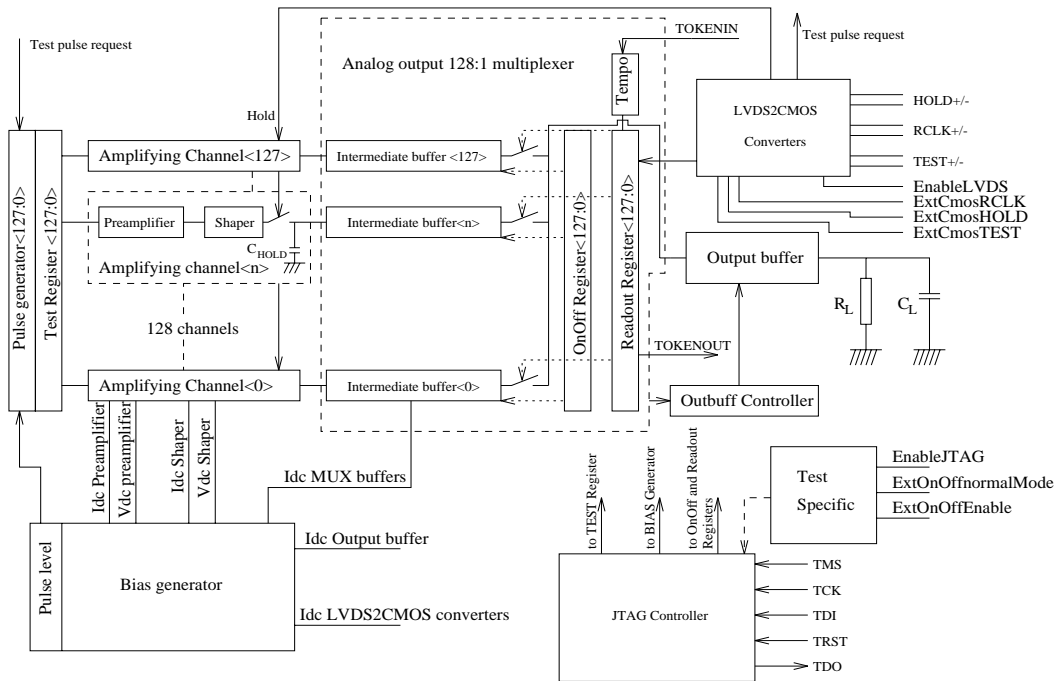 Test pulse request
TOKENIN
Test pulse request
Analog output 128:1 multiplexer
Tempo
LVDS2CMOS
Converters
HOLD+/-
RCLK+/-
TEST+/-
Hold
EnableLVDS
ExtCmosRCLK
ExtCmosHOLD
ExtCmosTEST
Pulse generator<127:0>
Test Register <127:0>
Amplifying Channel<127>
Intermediate buffer <127>
OnOff Register<127:0>
Readout Register<127:0>
Preamplifier
Shaper
C HOLD
Intermediate buffer<n>
Amplifying channel<n>
Output buffer
R L
C L
128 channels
TOKENOUT
Amplifying Channel<0>
Intermediate buffer<0>
Outbuff Controller
Idc Preamplifier
Vdc preamplifier
Idc Shaper
Vdc Shaper
Idc MUX buffers
Test
Specific
EnableJTAG
ExtOnOffnormalMode
ExtOnOffEnable
to TEST Register
to BIAS Generator
to OnOff and Readout
Registers
Pulse level
Bias generator
Idc Output buffer
Idc LVDS2CMOS converters
JTAG Controller
TMS
TCK
TDI
TRST
TDO